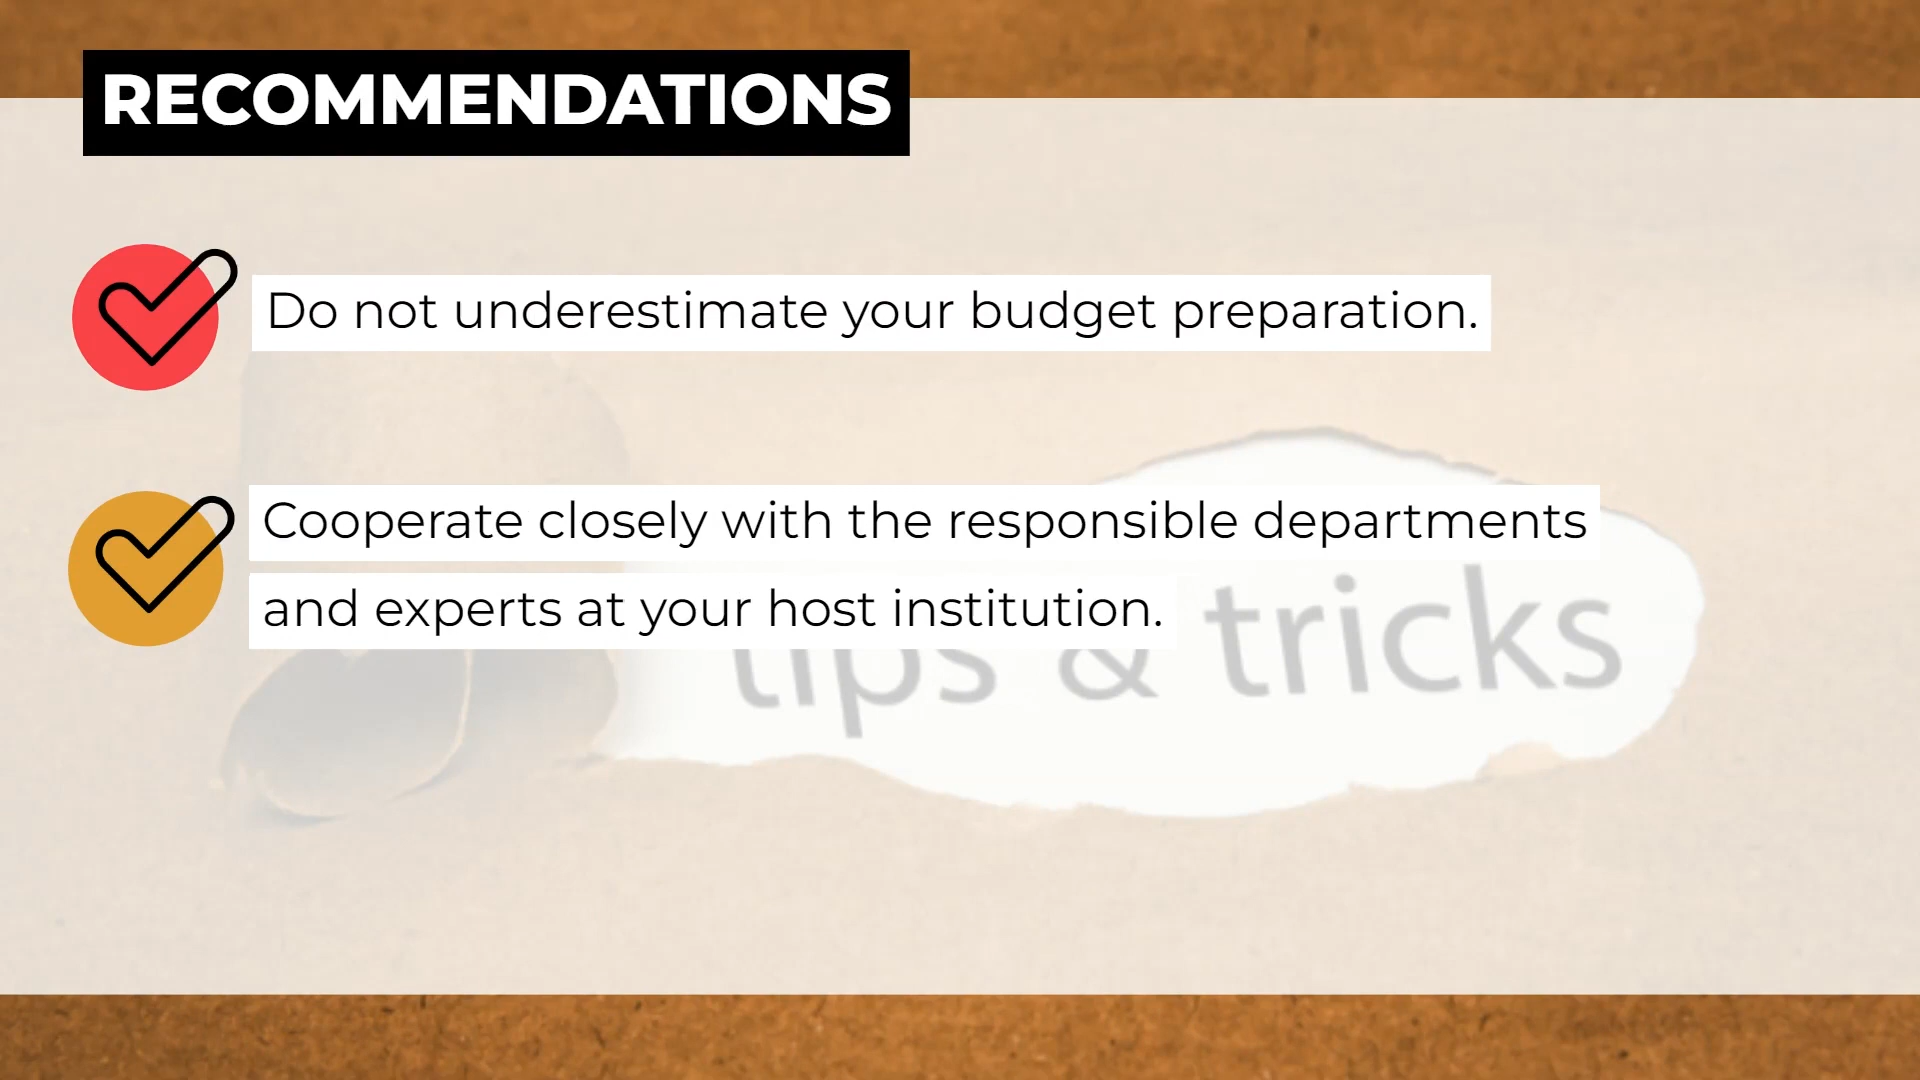 RECOMMENDATIONS
Do not underestimate your budget preparation.
Cooperate closely with the responsible departments
and experts at your host institution.
tips & tricks